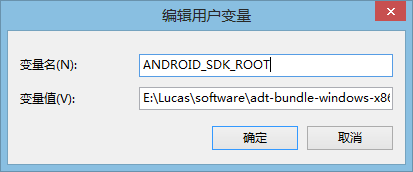 编辑用户变量
变量名(N):
ANDROID_SDK_ROOT
变量值(V):
E:\Lucas\software\adt-bundle-windows-x86
确定
取消